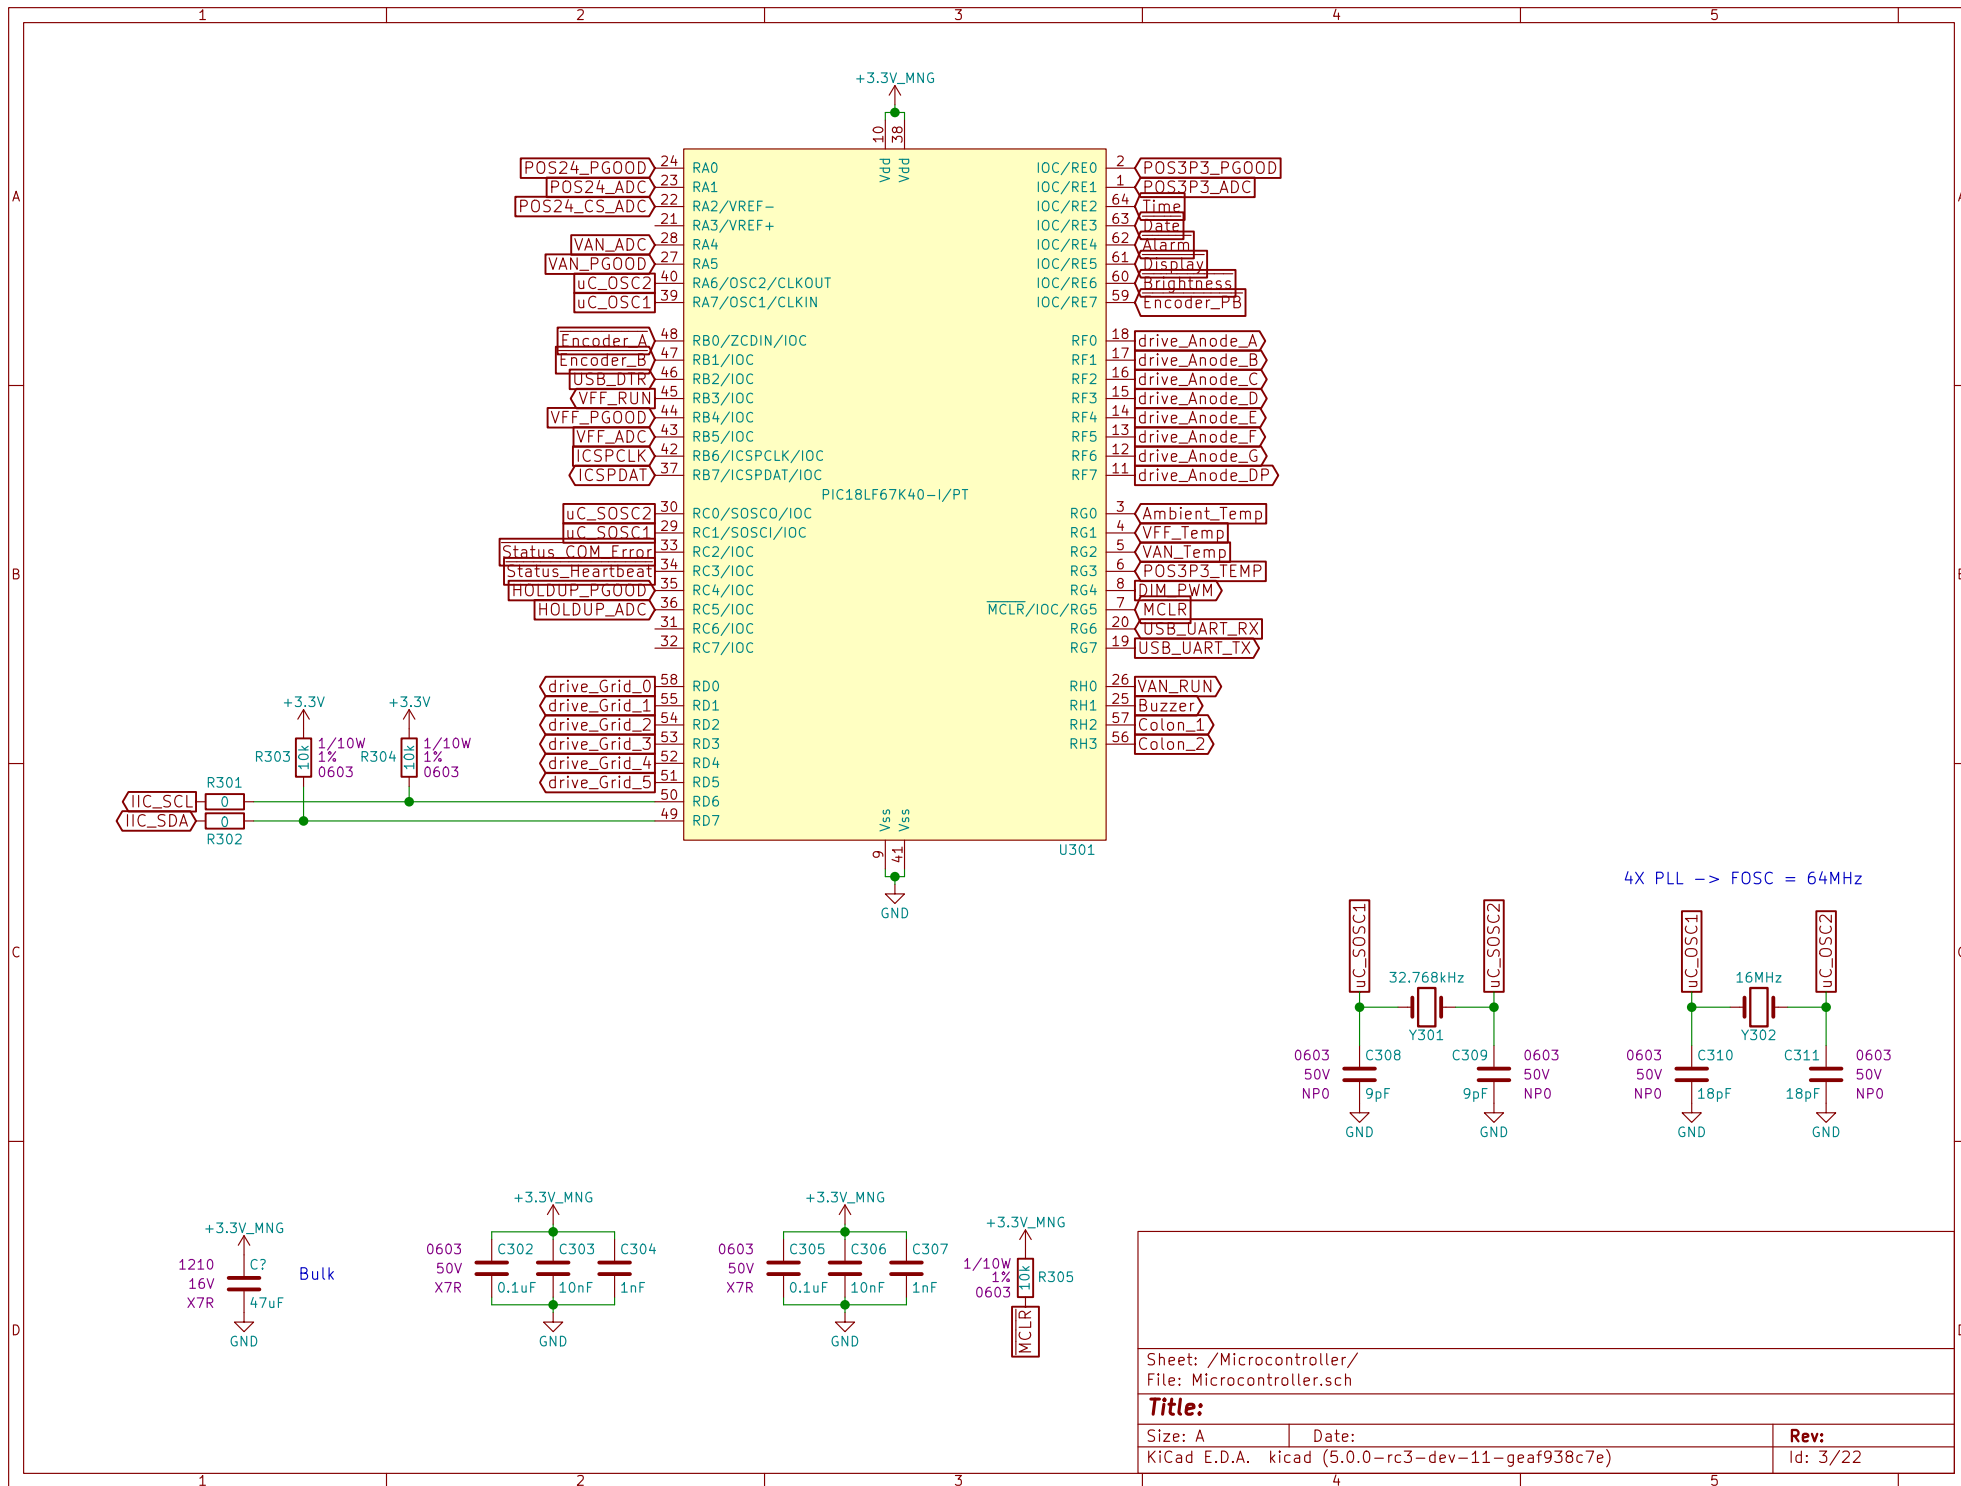 1 2 3 4 5
+3.3V_MNG
10 38
Vdd Vdd
POS24_PGOOD 24 RA0 IOC/RE0 2 POS3P3_PGOOD
POS24_ADC 23 RA1 IOC/RE1 1 POS3P3_ADC
A POS24_CS_ADC 22 RA2/VREF- IOC/RE2 64 Time
21 RA3/VREF+ IOC/RE3 63 Date
VAN_ADC 28 RA4 IOC/RE4 62 Alarm
VAN_PGOOD 27 RA5 IOC/RE5 61 Display
uC_OSC2 40 RA6/OSC2/CLKOUT IOC/RE6 60 Brightness
uC_OSC1 39 RA7/OSC1/CLKIN IOC/RE7 59 Encoder_PB
Encoder_A 48 RB0/ZCDIN/IOC RF0 18 drive_Anode_A
Encoder_B 47 RB1/IOC RF1 17 drive_Anode_B
USB_DTR 46 RB2/IOC RF2 16 drive_Anode_C
VFF_RUN 45 RB3/IOC RF3 15 drive_Anode_D
VFF_PGOOD 44 RB4/IOC RF4 14 drive_Anode_E
VFF_ADC 43 RB5/IOC RF5 13 drive_Anode_F
ICSPCLK 42 RB6/ICSPCLK/IOC RF6 12 drive_Anode_G
ICSPDAT 37 RB7/ICSPDAT/IOC RF7 11 drive_Anode_DP
PIC18LF67K40-I/PT
uC_SOSC2 30 RC0/SOSCO/IOC RG0 3 Ambient_Temp
uC_SOSC1 29 RC1/SOSCI/IOC RG1 4 VFF_Temp
Status_COM_Error 33 RC2/IOC RG2 5 VAN_Temp
B Status_Heartbeat 34 RC3/IOC RG3 6 POS3P3_TEMP
HOLDUP_PGOOD 35 RC4/IOC RG4 8 DIM_PWM
HOLDUP_ADC 36 RC5/IOC MCLR/IOC/RG5 7 MCLR
31 RC6/IOC RG6 20 USB_UART_RX
32 RC7/IOC RG7 19 USB_UART_TX
drive_Grid_0 58 RD0 RH0 26 VAN_RUN
drive_Grid_1 55 RD1 RH1 25 Buzzer
drive_Grid_2 54 RD2 RH2 57 Colon_1
drive_Grid_3 53 RD3 RH3 56 Colon_2
drive_Grid_4 52 RD4
drive_Grid_5 51 RD5
50 RD6
49 RD7
+3.3V +3.3V
R303 10k 1/10W 1% 0603
R304 10k 1/10W 1% 0603
R301
IIC_SCL 0
IIC_SDA 0
R302
Vss Vss
9 41
U301
GND
4X PLL -> FOSC = 64MHz
C
uC_SOSC1 uC_SOSC2 uC_OSC1 uC_OSC2
32.768kHz 16MHz
Y301 Y302
0603 C308 C309 0603 0603 C310 C311 0603
50V 50V 50V 50V
NP0 9pF 9pF NP0 NP0 18pF 18pF NP0
GND GND GND GND
+3.3V_MNG +3.3V_MNG +3.3V_MNG +3.3V_MNG
1210 C?
16V Bulk
X7R 47uF
GND
0603 C302 C303 C304
50V
X7R 0.1uF 10nF 1nF
GND
0603 C305 C306 C307
50V
X7R 0.1uF 10nF 1nF
GND
1/10W
1% 10k R305
0603
MCLR
D
Sheet: /Microcontroller/
File: Microcontroller.sch
Title:
Size: A Date: Rev:
KiCad E.D.A. kicad (5.0.0-rc3-dev-11-geaf938c7e) Id: 3/22
1 2 3 4 5